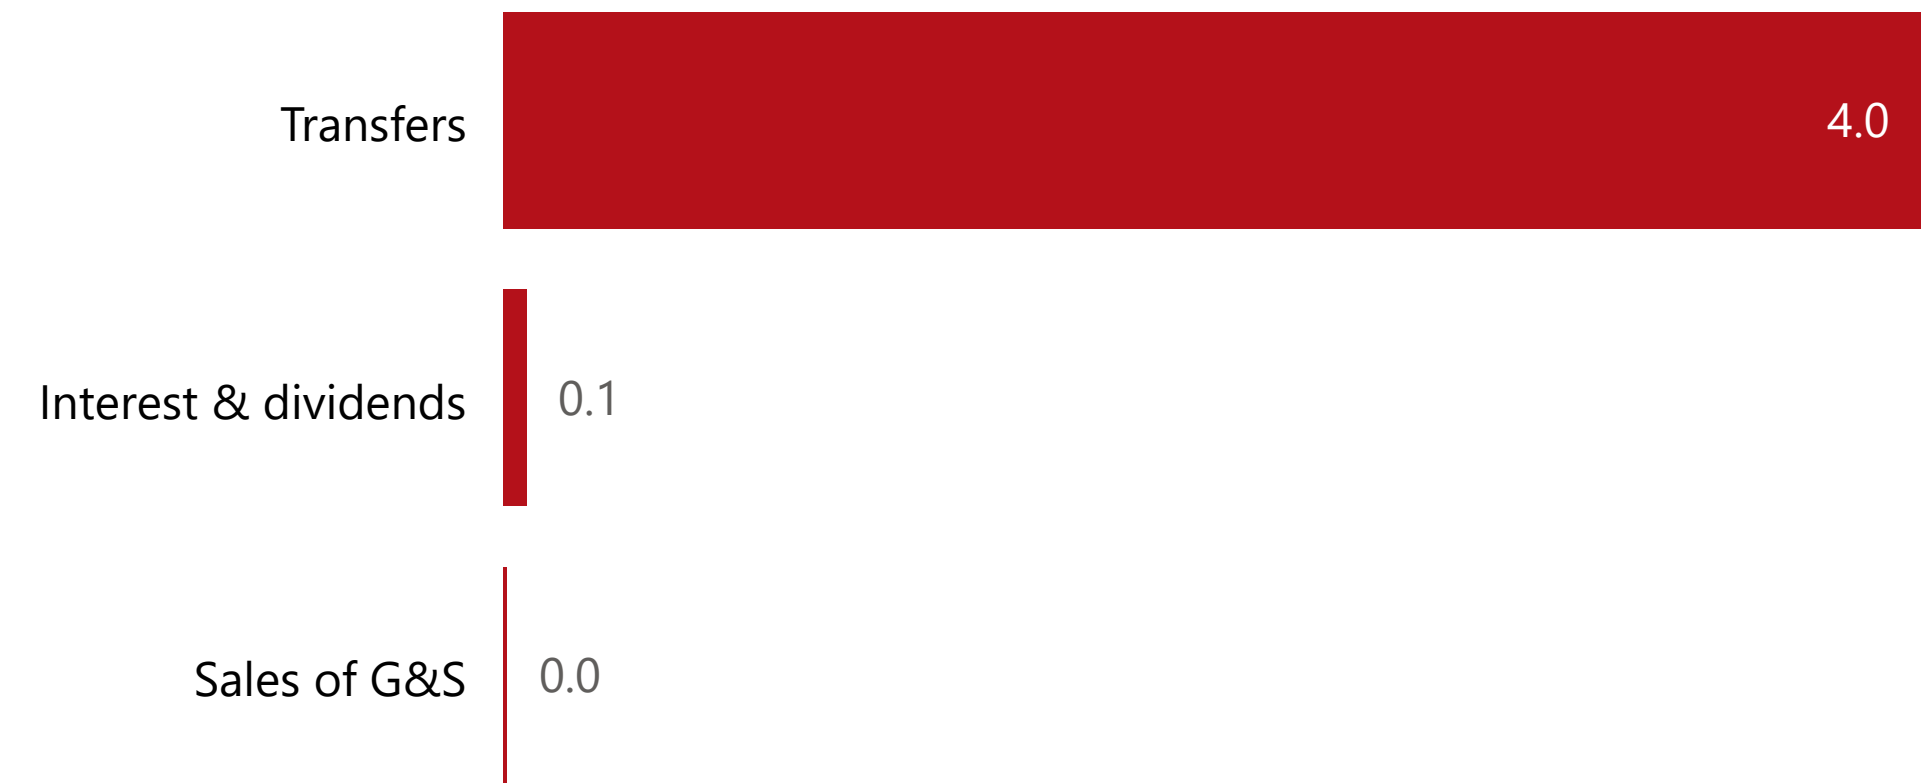 Transfers 4.0
Interest & dividends 0.1
Sales of G&S 0.0